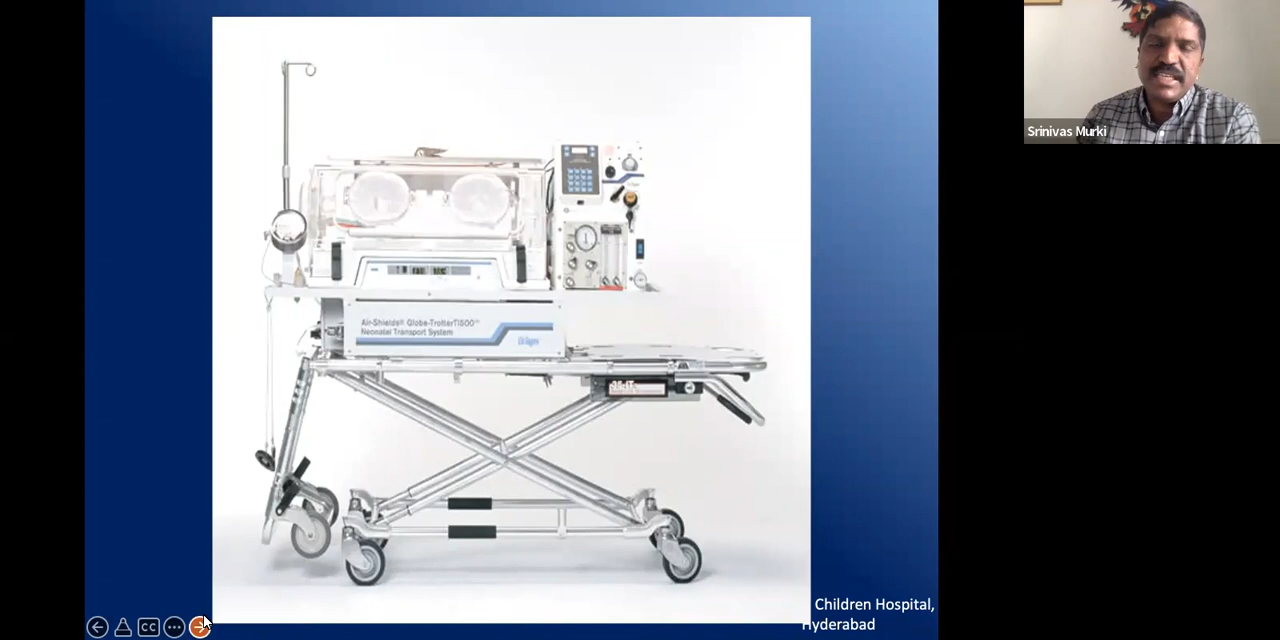 Srinivas Murki
Air-Shields® Globe-Trotter TI500™
Neonatal Transport System
Dräger
Children Hospital,
Hyderabad
CC